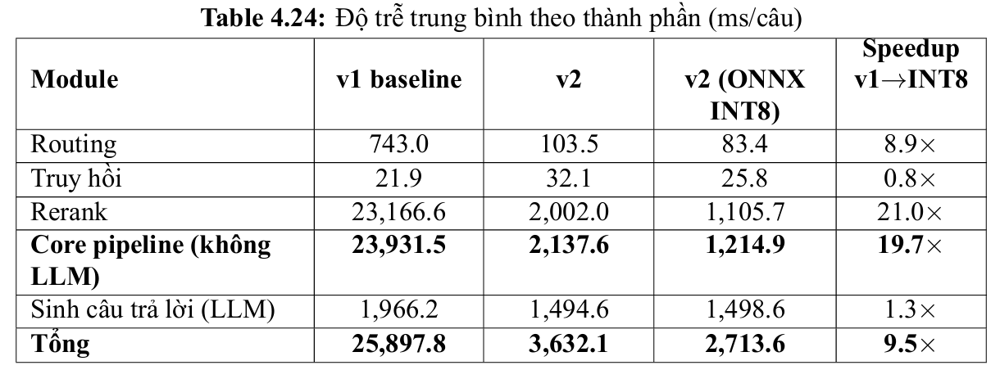 Table 4.24: Độ trễ trung bình theo thành phần (ms/câu)
Module v1 baseline v2 v2 (ONNX INT8) Speedup v1→INT8
Routing 743.0 103.5 83.4 8.9×
Truy hồi 21.9 32.1 25.8 0.8×
Rerank 23,166.6 2,002.0 1,105.7 21.0×
Core pipeline (không LLM) 23,931.5 2,137.6 1,214.9 19.7×
Sinh câu trả lời (LLM) 1,966.2 1,494.6 1,498.6 1.3×
Tổng 25,897.8 3,632.1 2,713.6 9.5×